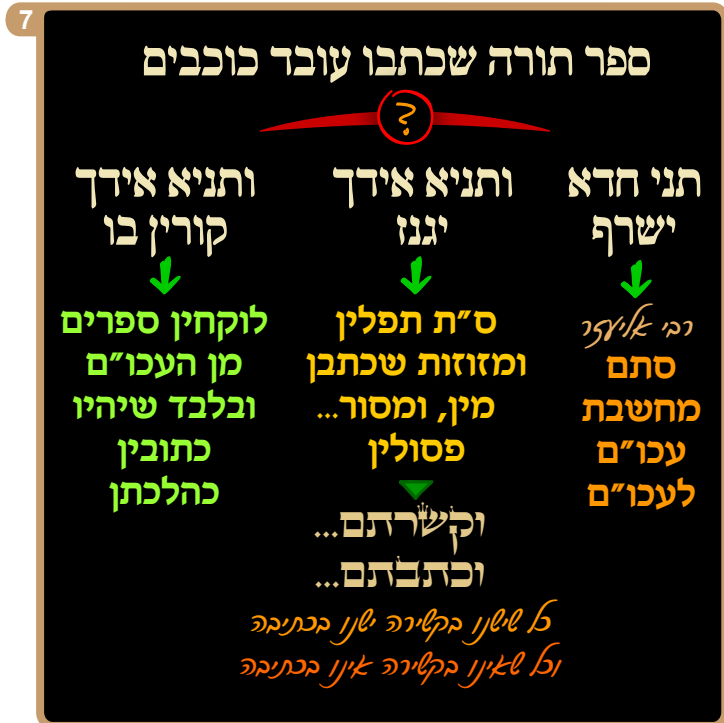 7
ספר תורה שכתבו עובד כוכבים
?
תני חדא
ישרף
רבי אליעזר
סתם
מחשבת
עכו״ם
לעכו״ם
ותניא אידך
יגנז
ס״ת תפלין
ומזוזות שכתבן
מין, ומסור...
פסולין
וקשרתם...
וכתבתם...
כל שישנו בקשירה ישנו בכתיבה
וכל שאינו בקשירה אינו בכתיבה
ותניא אידך
קורין בו
לוקחין ספרים
מן העכו״ם
ובלבד שיהיו
כתובין
כהלכתן